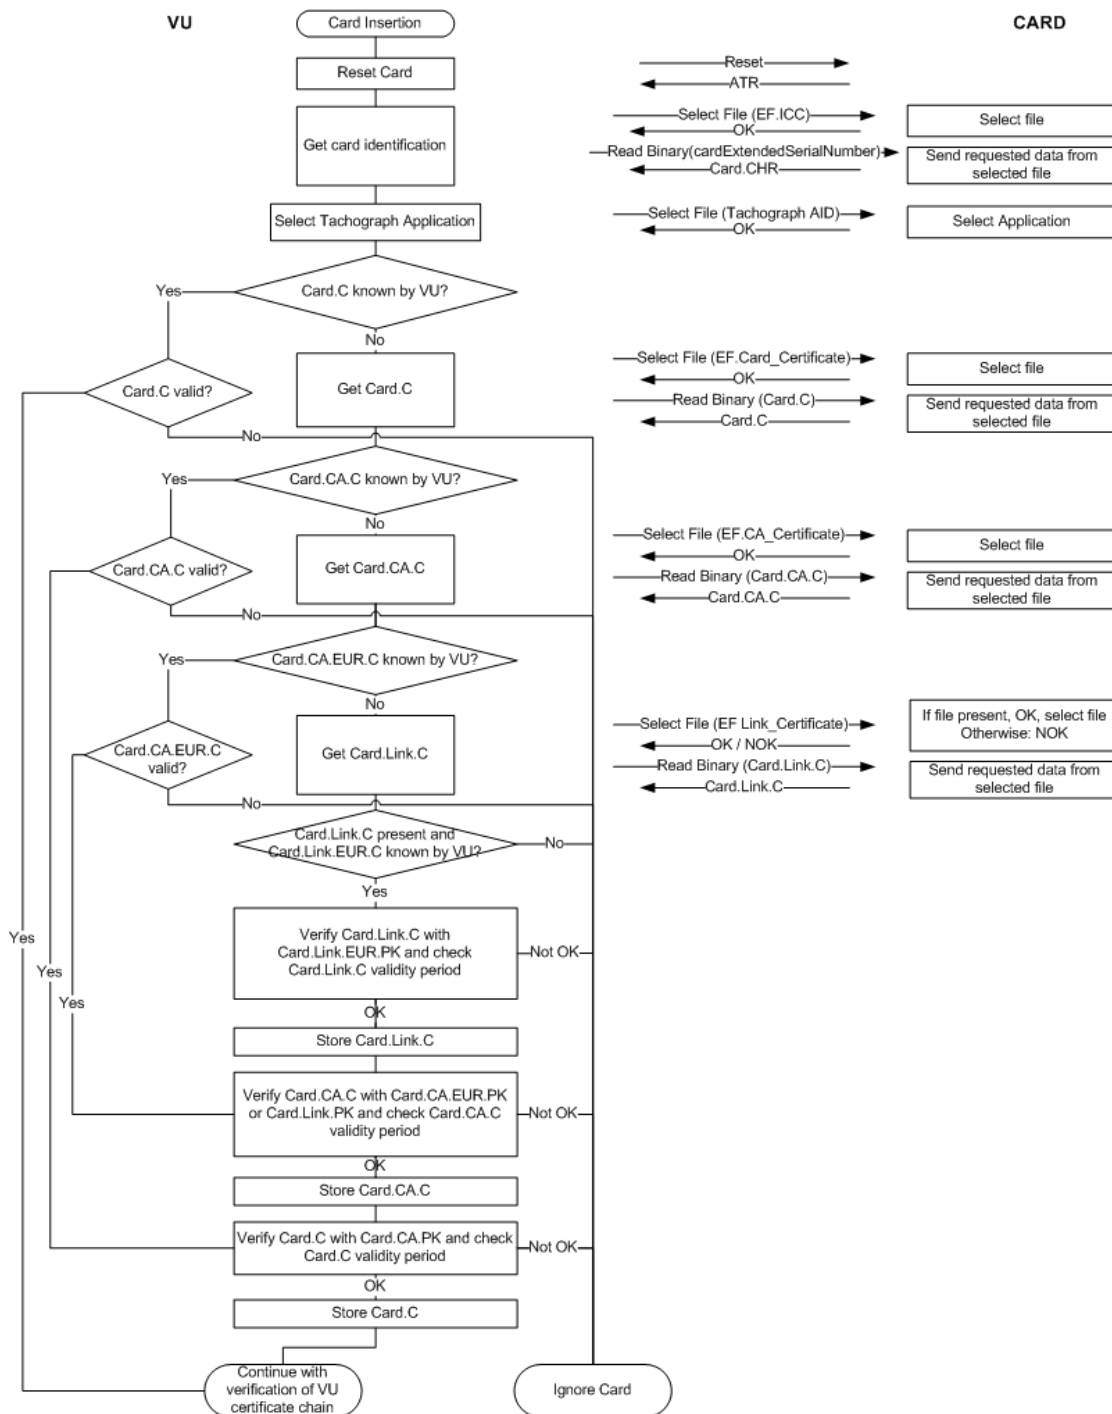 VU
Card Insertion
CARD
Reset Card
Reset
ATR
Get card identification
Select File (EF.ICC)
OK
Select file
Read Binary(cardExtendedSerialNumber)
Card.CHR
Send requested data from
selected file
Select Tachograph Application
Select File (Tachograph AID)
OK
Select Application
Card.C known by VU?
Yes
No
Card.C valid?
Get Card.C
Select File (EF.Card_Certificate)
OK
Select file
Read Binary (Card.C)
Card.C
Send requested data from
selected file
No
Card.CA.C known by VU?
Yes
No
Card.CA.C valid?
Get Card.CA.C
Select File (EF.CA_Certificate)
OK
Select file
Read Binary (Card.CA.C)
Card.CA.C
Send requested data from
selected file
No
Card.CA.EUR.C known by VU?
Yes
No
Card.CA.EUR.C
valid?
Get Card.Link.C
Select File (EF Link_Certificate)
OK / NOK
If file present, OK, select file
Otherwise: NOK
Read Binary (Card.Link.C)
Card.Link.C
Send requested data from
selected file
No
Card.Link.C present and
Card.Link.EUR.C known by VU?
No
Yes
Verify Card.Link.C with
Card.Link.EUR.PK and check
Card.Link.C validity period
Not OK
Yes
Yes
Yes
OK
Store Card.Link.C
Verify Card.CA.C with Card.CA.EUR.PK
or Card.Link.PK and check Card.CA.C
validity period
Not OK
OK
Store Card.CA.C
Verify Card.C with Card.CA.PK and check
Card.C validity period
Not OK
OK
Store Card.C
Continue with
verification of VU
certificate chain
Ignore Card